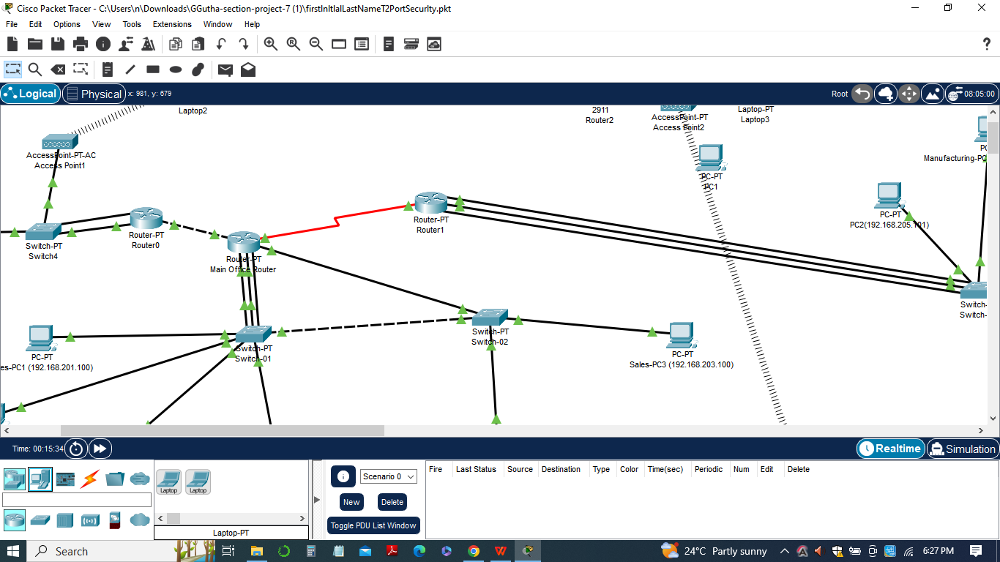 Cisco Packet Tracer - C:\Users\n\Downloads\GGutha-section-project-7 (1)\firstInItIalLastNameT2PortSecurIty.pkt
File Edit Options View Tools Extensions Window Help
Logical Physical x: 981, y: 679 Root 08:05:00
Laptop2
2911
Router2
AccessPoint-PT
Access Point2
Laptop-PT
Laptop3
AccessPoint-PT-AC
Access Point1
PC-PT
PC1
PC
Manufacturing-PC
PC-PT
PC2(192.168.205.101)
Switch-PT
Switch4
Router-PT
Router0
Router-PT
Main Office Router
Router-PT
Router1
Switch-
Switch-
PC-PT
es-PC1 (192.168.201.100)
Switch-PT
Switch-01
Switch-PT
Switch-02
PC-PT
Sales-PC3 (192.168.203.100)
Time: 00:15:34 Realtime Simulation
Laptop Laptop
Laptop-PT
Scenario 0
New Delete
Toggle PDU List Window
Fire Last Status Source Destination Type Color Time(sec) Periodic Num Edit Delete
Search 24°C Partly sunny 6:27 PM